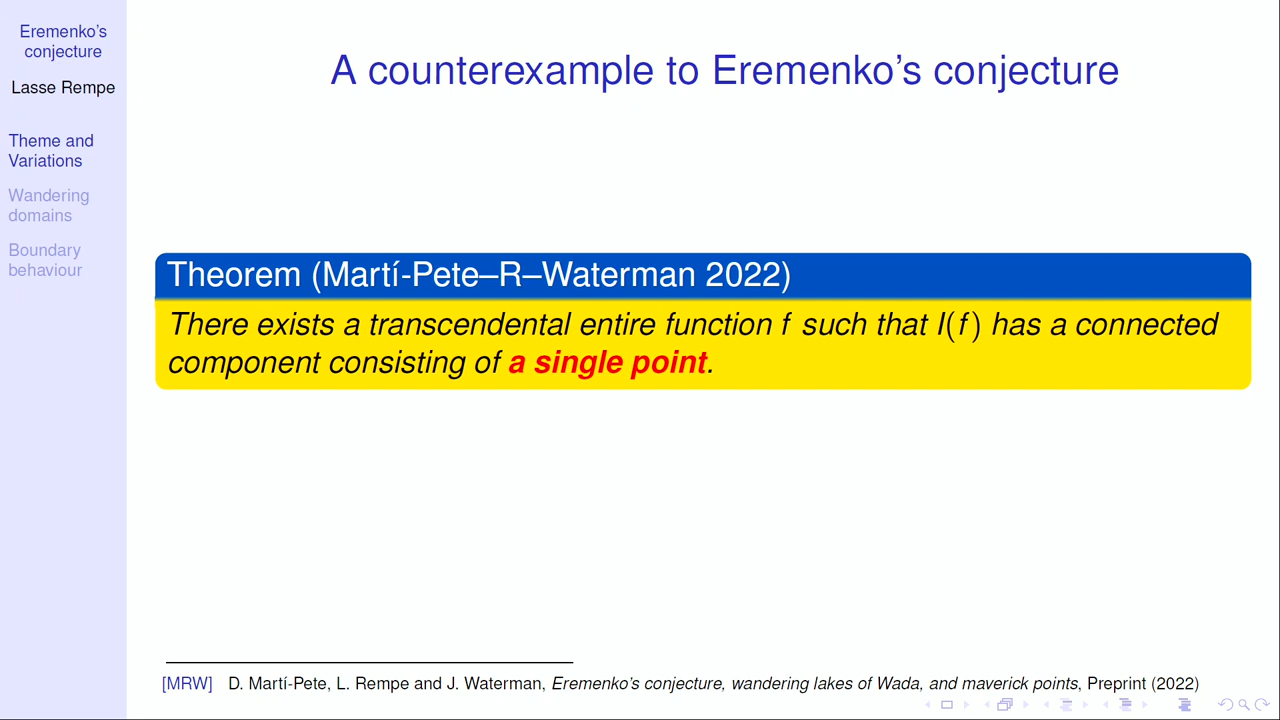 Eremenko's
conjecture
Lasse Rempe
Theme and
Variations
Wandering
domains
Boundary
behaviour
A counterexample to Eremenko's conjecture
Theorem (Martí-Pete–R–Waterman 2022)
There exists a transcendental entire function f such that I(f) has a connected
component consisting of a single point.
[MRW] D. Martí-Pete, L. Rempe and J. Waterman, Eremenko's conjecture, wandering lakes of Wada, and maverick points, Preprint (2022)